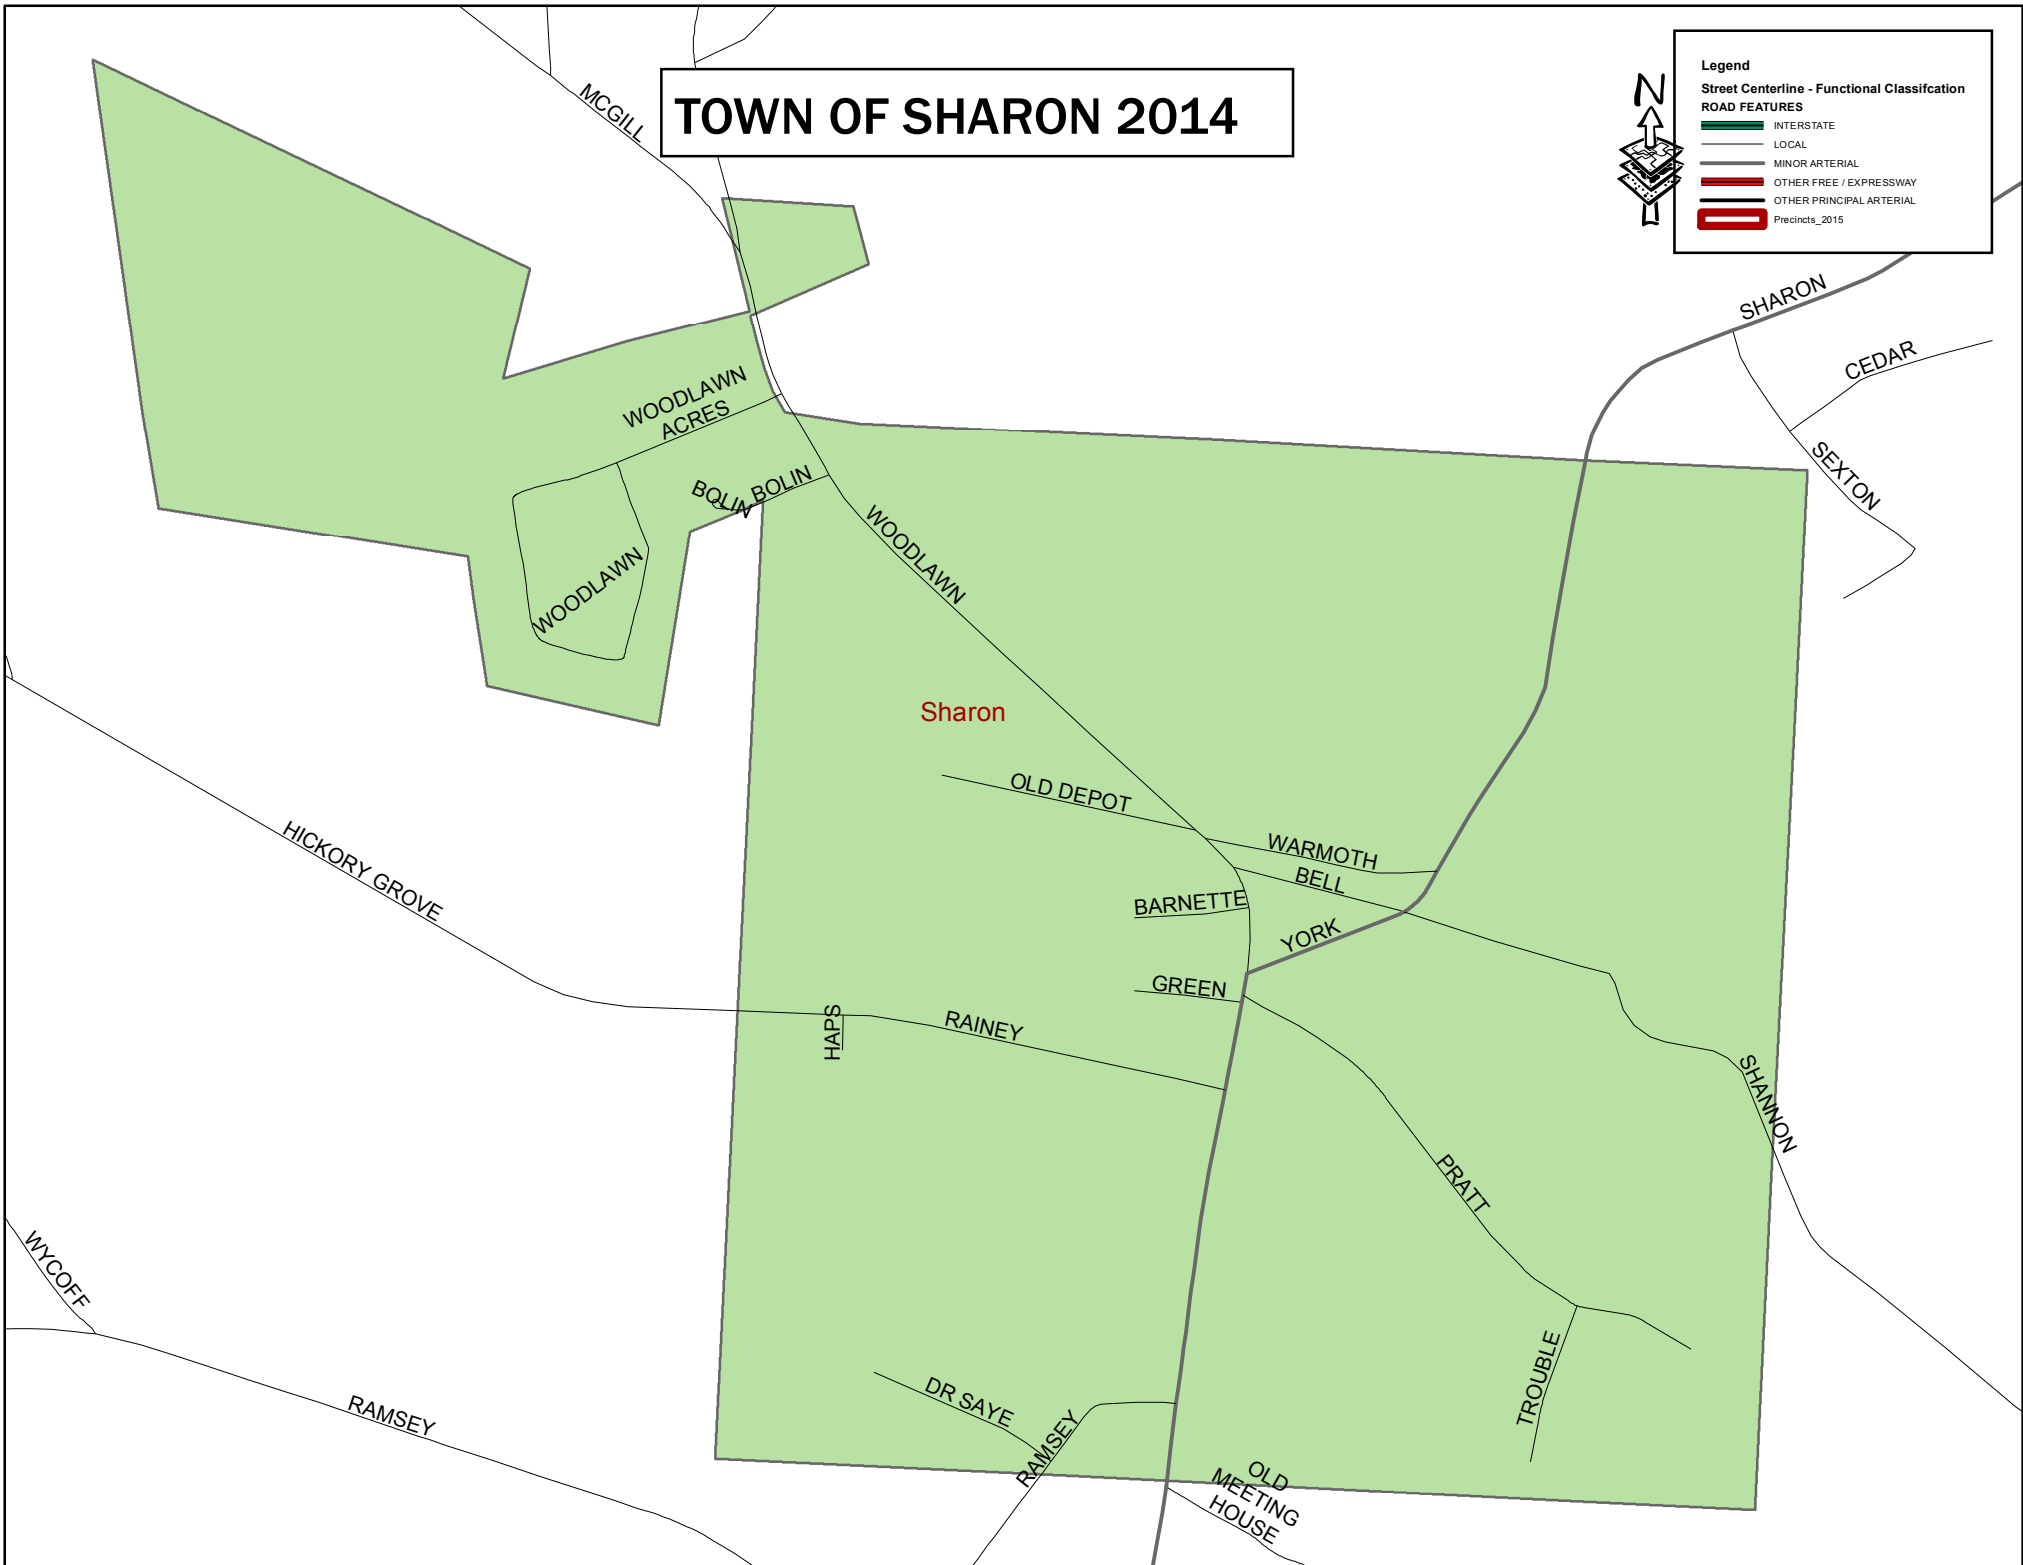 TOWN OF SHARON 2014
N
Legend
Street Centerline - Functional Classifcation
ROAD FEATURES
INTERSTATE
LOCAL
MINOR ARTERIAL
OTHER FREE / EXPRESSWAY
OTHER PRINCIPAL ARTERIAL
Precincts_2015
MCGILL
SHARON
CEDAR
SEXTON
WOODLAWN
ACRES
BOLIN
BOLIN
WOODLAWN
WOODLAWN
Sharon
OLD DEPOT
WARMOTH
BELL
BARNETTE
YORK
HICKORY GROVE
GREEN
RAINEY
HAPS
SHANNON
PRATT
WYCOFF
TROUBLE
DR SAYE
RAMSEY
RAMSEY
OLD
MEETING
HOUSE